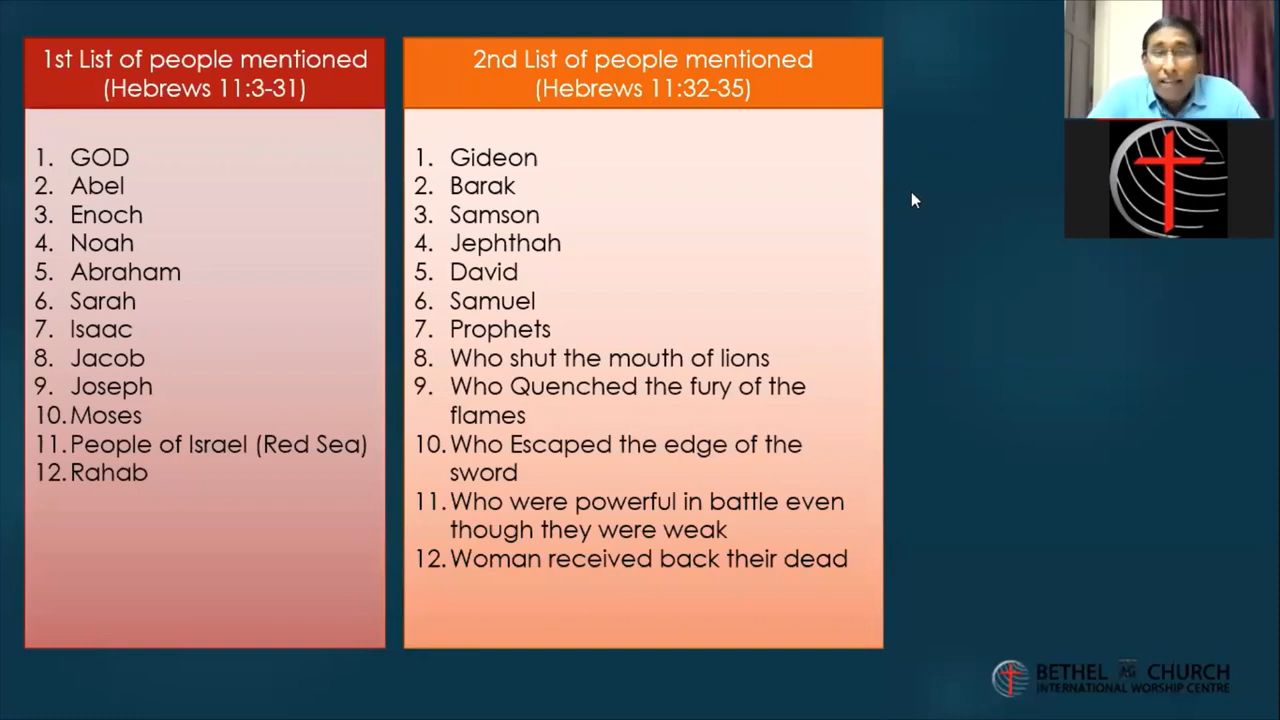 1st List of people mentioned
(Hebrews 11:3-31)
1. GOD
2. Abel
3. Enoch
4. Noah
5. Abraham
6. Sarah
7. Isaac
8. Jacob
9. Joseph
10. Moses
11. People of Israel (Red Sea)
12. Rahab
2nd List of people mentioned
(Hebrews 11:32-35)
1. Gideon
2. Barak
3. Samson
4. Jephthah
5. David
6. Samuel
7. Prophets
8. Who shut the mouth of lions
9. Who Quenched the fury of the
flames
10. Who Escaped the edge of the
sword
11. Who were powerful in battle even
though they were weak
12. Woman received back their dead
BETHEL AG CHURCH
INTERNATIONAL WORSHIP CENTRE